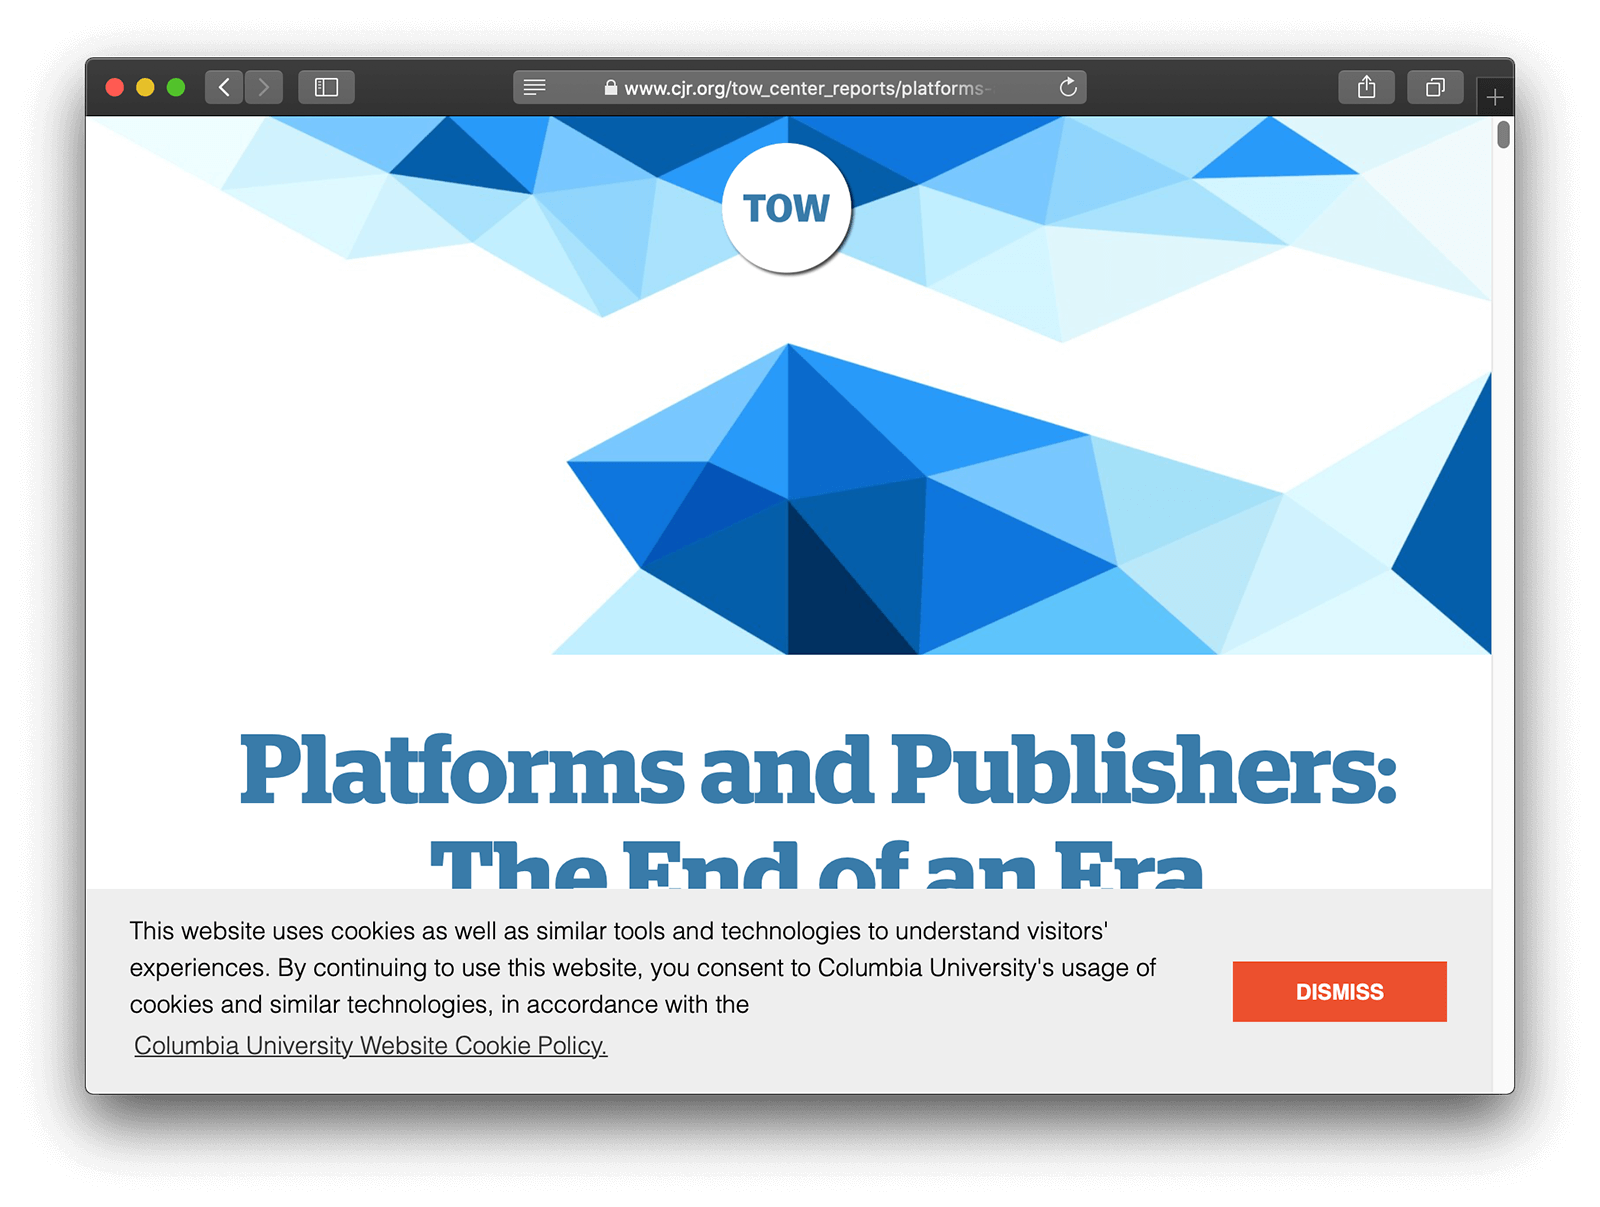 www.cjr.org/tow_center_reports/platforms-
TOW
Platforms and Publishers:
The End of an Era
This website uses cookies as well as similar tools and technologies to understand visitors'
experiences. By continuing to use this website, you consent to Columbia University's usage of
cookies and similar technologies, in accordance with the
Columbia University Website Cookie Policy.
DISMISS